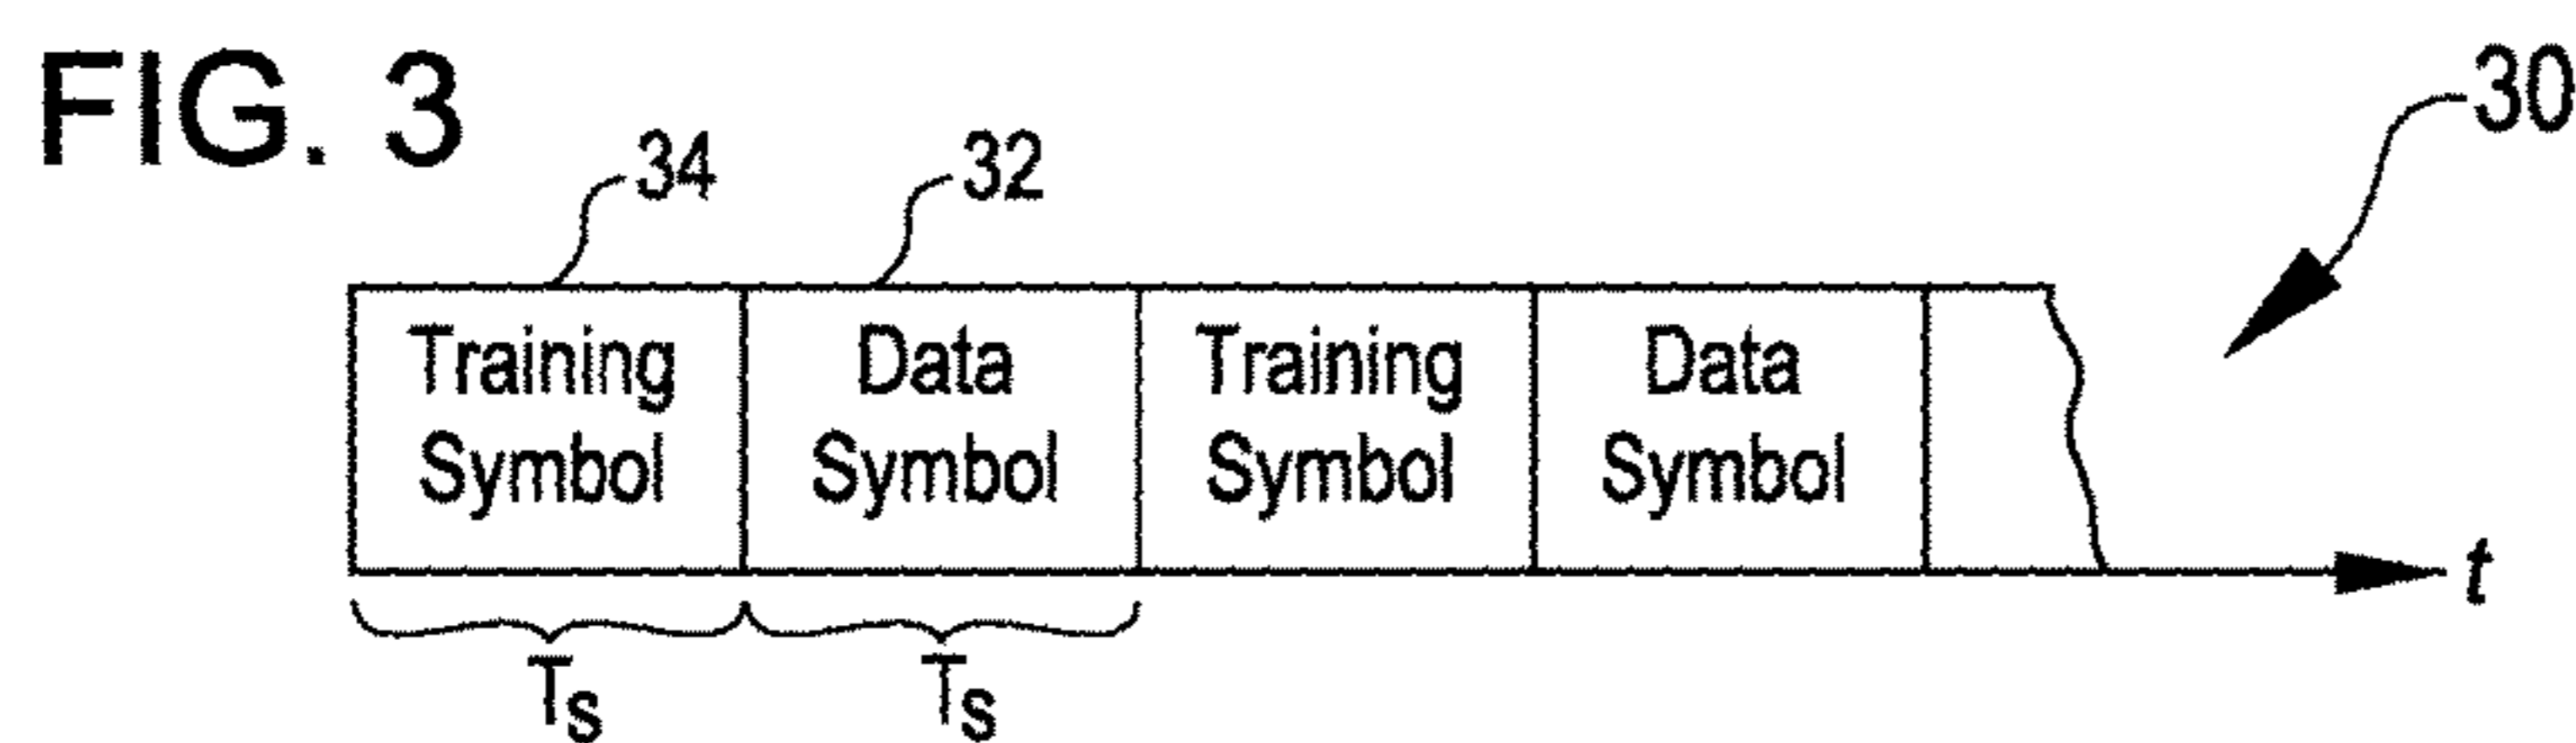 FIG. 3
30
34 32
Training Data Training Data
Symbol Symbol Symbol Symbol
t
Ts Ts